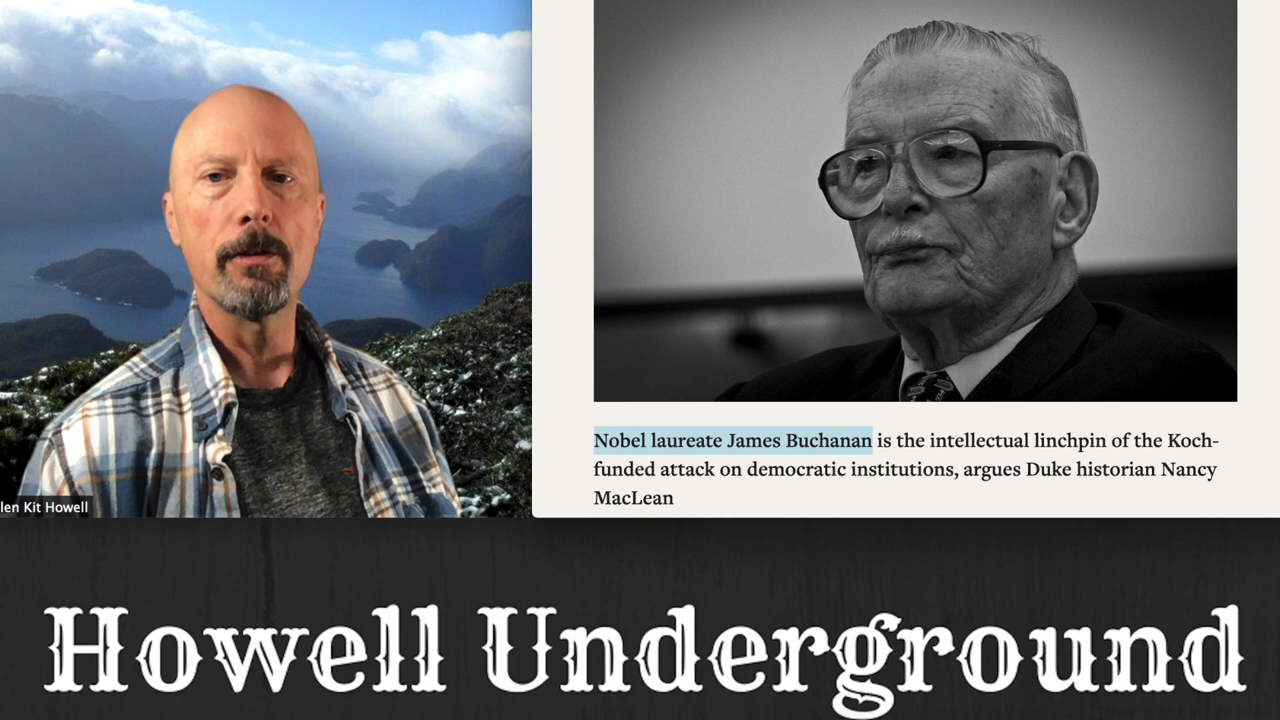 len Kit Howell
Nobel laureate James Buchanan is the intellectual linchpin of the Koch-
funded attack on democratic institutions, argues Duke historian Nancy
MacLean
Howell Underground